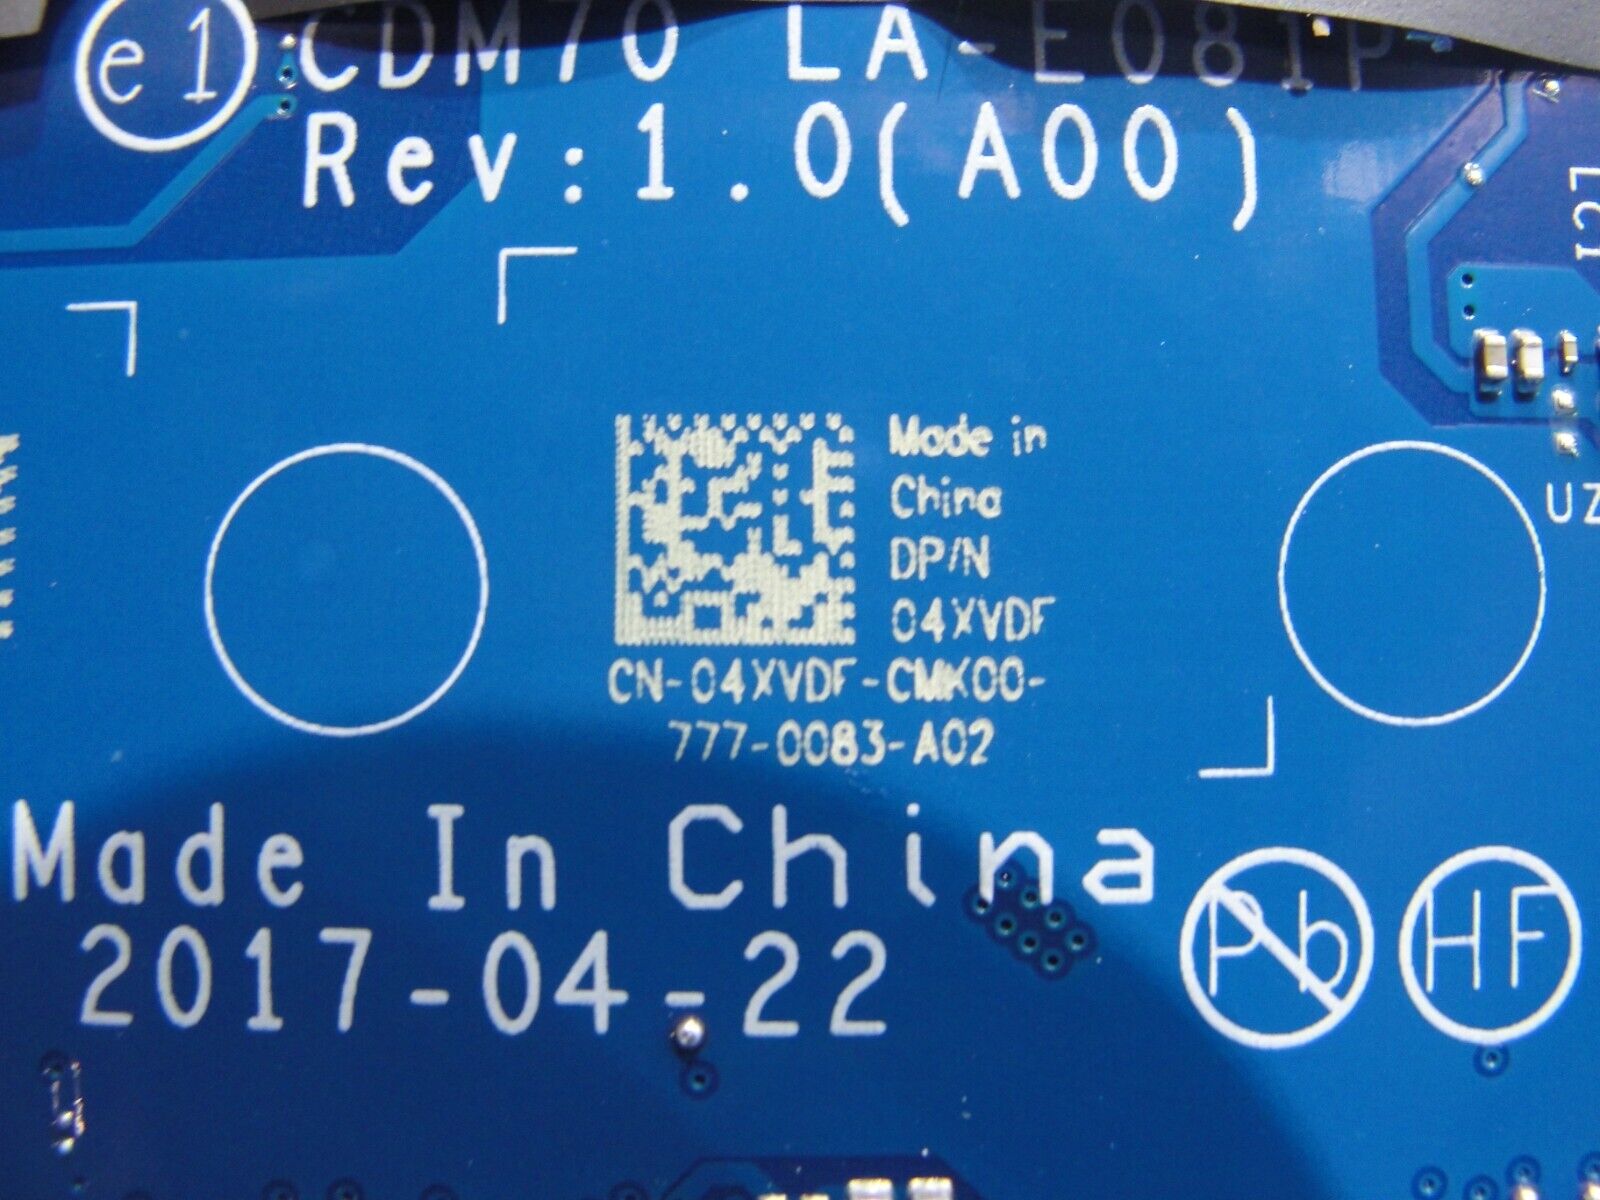 e1
CDM70 LA-E081P
Rev:1.0(A00)
Made in
China
DP/N
04XVDF
CN-04XVDF-CMK00-
777-0083-A02
Made In China
2017-04-22
Pb
HF
UZ